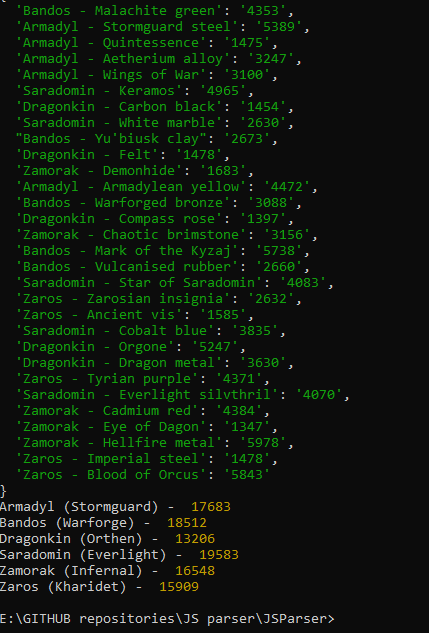 'Bandos - Malachite green': '4353',
'Armadyl - Stormguard steel': '5389',
'Armadyl - Quintessence': '1475',
'Armadyl - Aetherium alloy': '3247',
'Armadyl - Wings of War': '3100',
'Saradomin - Keramos': '4965',
'Dragonkin - Carbon black': '1454',
'Saradomin - White marble': '2630',
"Bandos - Yu'biusk clay": '2673',
'Dragonkin - Felt': '1478',
'Zamorak - Demonhide': '1683',
'Armadyl - Armadylean yellow': '4472',
'Bandos - Warforged bronze': '3088',
'Dragonkin - Compass rose': '1397',
'Zamorak - Chaotic brimstone': '3156',
'Bandos - Mark of the Kyzaj': '5738',
'Bandos - Vulcanised rubber': '2660',
'Saradomin - Star of Saradomin': '4083',
'Zaros - Zarosian insignia': '2632',
'Zaros - Ancient vis': '1585',
'Saradomin - Cobalt blue': '3835',
'Dragonkin - Orgone': '5247',
'Dragonkin - Dragon metal': '3630',
'Zaros - Tyrian purple': '4371',
'Saradomin - Everlight silvthril': '4070',
'Zamorak - Cadmium red': '4384',
'Zamorak - Eye of Dagon': '1347',
'Zamorak - Hellfire metal': '5978',
'Zaros - Imperial steel': '1478',
'Zaros - Blood of Orcus': '5843'
}
Armadyl (Stormguard) -  17683
Bandos (Warforge) -  18512
Dragonkin (Orthen) -  13206
Saradomin (Everlight) -  19583
Zamorak (Infernal) -  16548
Zaros (Kharidet) -  15909
E:\GITHUB repositories\JS parser\JSParser>